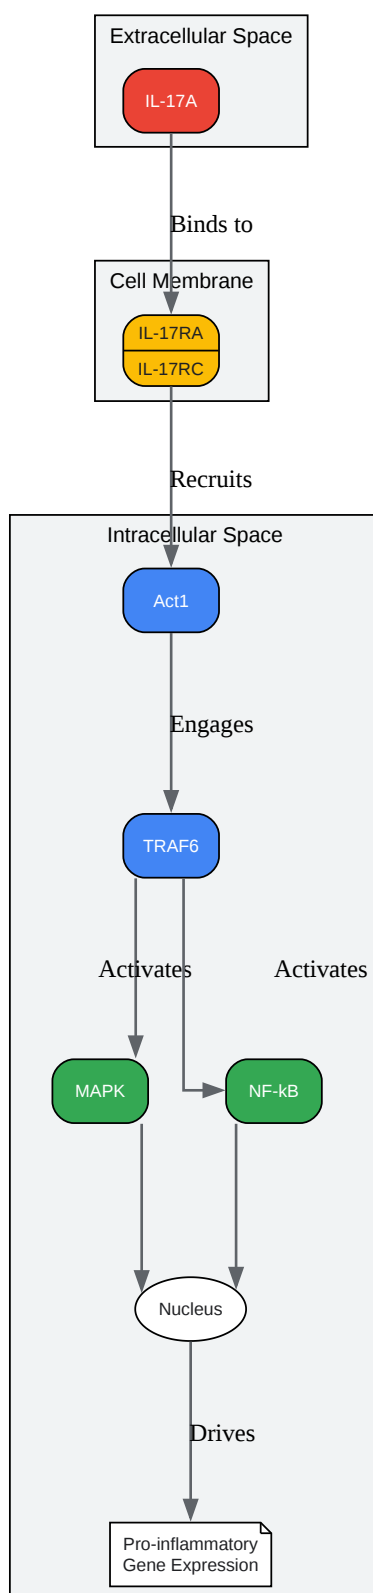 Extracellular Space
IL-17A
Binds to
Cell Membrane
IL-17RA
IL-17RC
Recruits
Intracellular Space
Act1
Engages
TRAF6
Activates
Activates
MAPK
NF-kB
Nucleus
Drives
Pro-inflammatory
Gene Expression